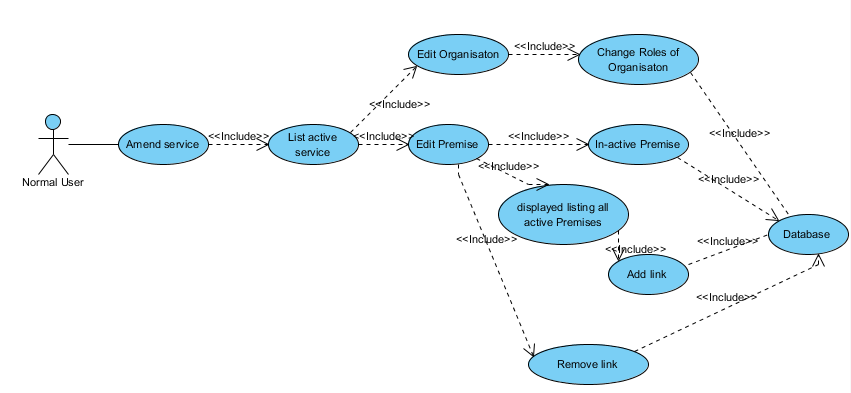 Edit Organisaton
<<Include>>
Change Roles of
Organisaton
<<Include>>
Normal User
Amend service
<<Include>>
List active
service
<<Include>>
Edit Premise
<<Include>>
In-active Premise
<<Include>>
<<Include>>
<<Include>>
displayed listing all
active Premises
<<Include>>
<<Include>>
Add link
<<Include>>
Database
<<Include>>
Remove link